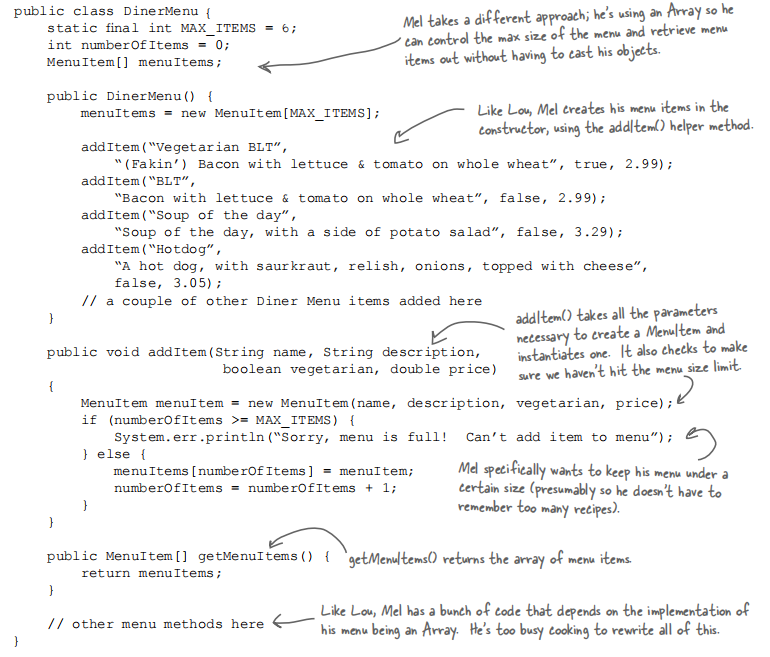 public class DinerMenu {
static final int MAX_ITEMS = 6;
int numberOfItems = 0;
MenuItem[] menuItems;
Mel takes a different approach; he's using an Array so he
can control the max size of the menu and retrieve menu
items out without having to cast his objects.
public DinerMenu() {
menuItems = new MenuItem[MAX_ITEMS];
Like Lou, Mel creates his menu items in the
constructor, using the addItem() helper method.
addItem(“Vegetarian BLT”,
“(Fakin’) Bacon with lettuce & tomato on whole wheat”, true, 2.99);
addItem(“BLT”,
“Bacon with lettuce & tomato on whole wheat”, false, 2.99);
addItem(“Soup of the day”,
“Soup of the day, with a side of potato salad”, false, 3.29);
addItem(“Hotdog”,
“A hot dog, with saurkraut, relish, onions, topped with cheese”,
false, 3.05);
// a couple of other Diner Menu items added here
}
addItem() takes all the parameters
necessary to create a MenuItem and
instantiates one. It also checks to make
sure we haven't hit the menu size limit.
public void addItem(String name, String description,
boolean vegetarian, double price)
{
MenuItem menuItem = new MenuItem(name, description, vegetarian, price);
if (numberOfItems >= MAX_ITEMS) {
System.err.println(“Sorry, menu is full! Can’t add item to menu”);
} else {
menuItems[numberOfItems] = menuItem;
numberOfItems = numberOfItems + 1;
}
}
Mel specifically wants to keep his menu under a
certain size (presumably so he doesn't have to
remember too many recipes).
public MenuItem[] getMenuItems() {
return menuItems;
}
getMenuItems() returns the array of menu items.
// other menu methods here
}
Like Lou, Mel has a bunch of code that depends on the implementation of
his menu being an Array. He's too busy cooking to rewrite all of this.